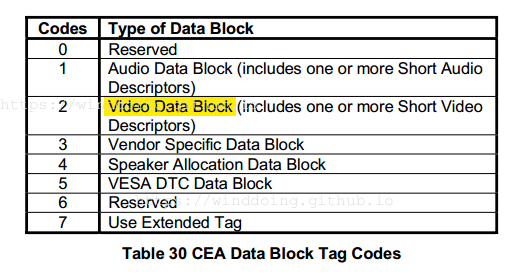 Codes Type of Data Block
0 Reserved
1 Audio Data Block (includes one or more Short Audio
Descriptors)
2 Video Data Block (includes one or more Short Video
Descriptors)
3 Vendor Specific Data Block
4 Speaker Allocation Data Block
5 VESA DTC Data Block
6 Reserved
https://winddoing.github.io
7 Use Extended Tag
Table 30 CEA Data Block Tag Codes